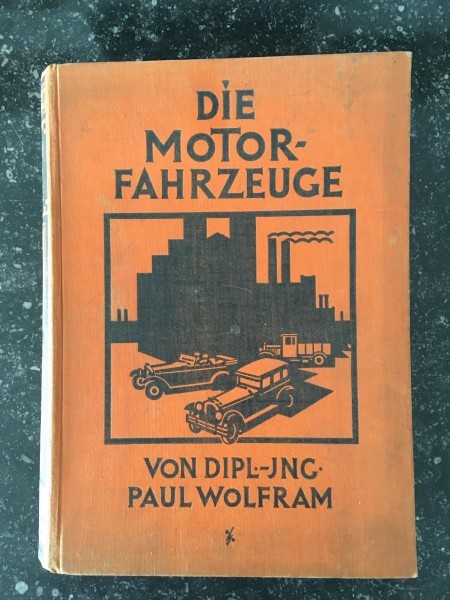 DIE
MOTOR-
FAHRZEUGE
VON DIPL.-JNG.
PAUL WOLFRAM